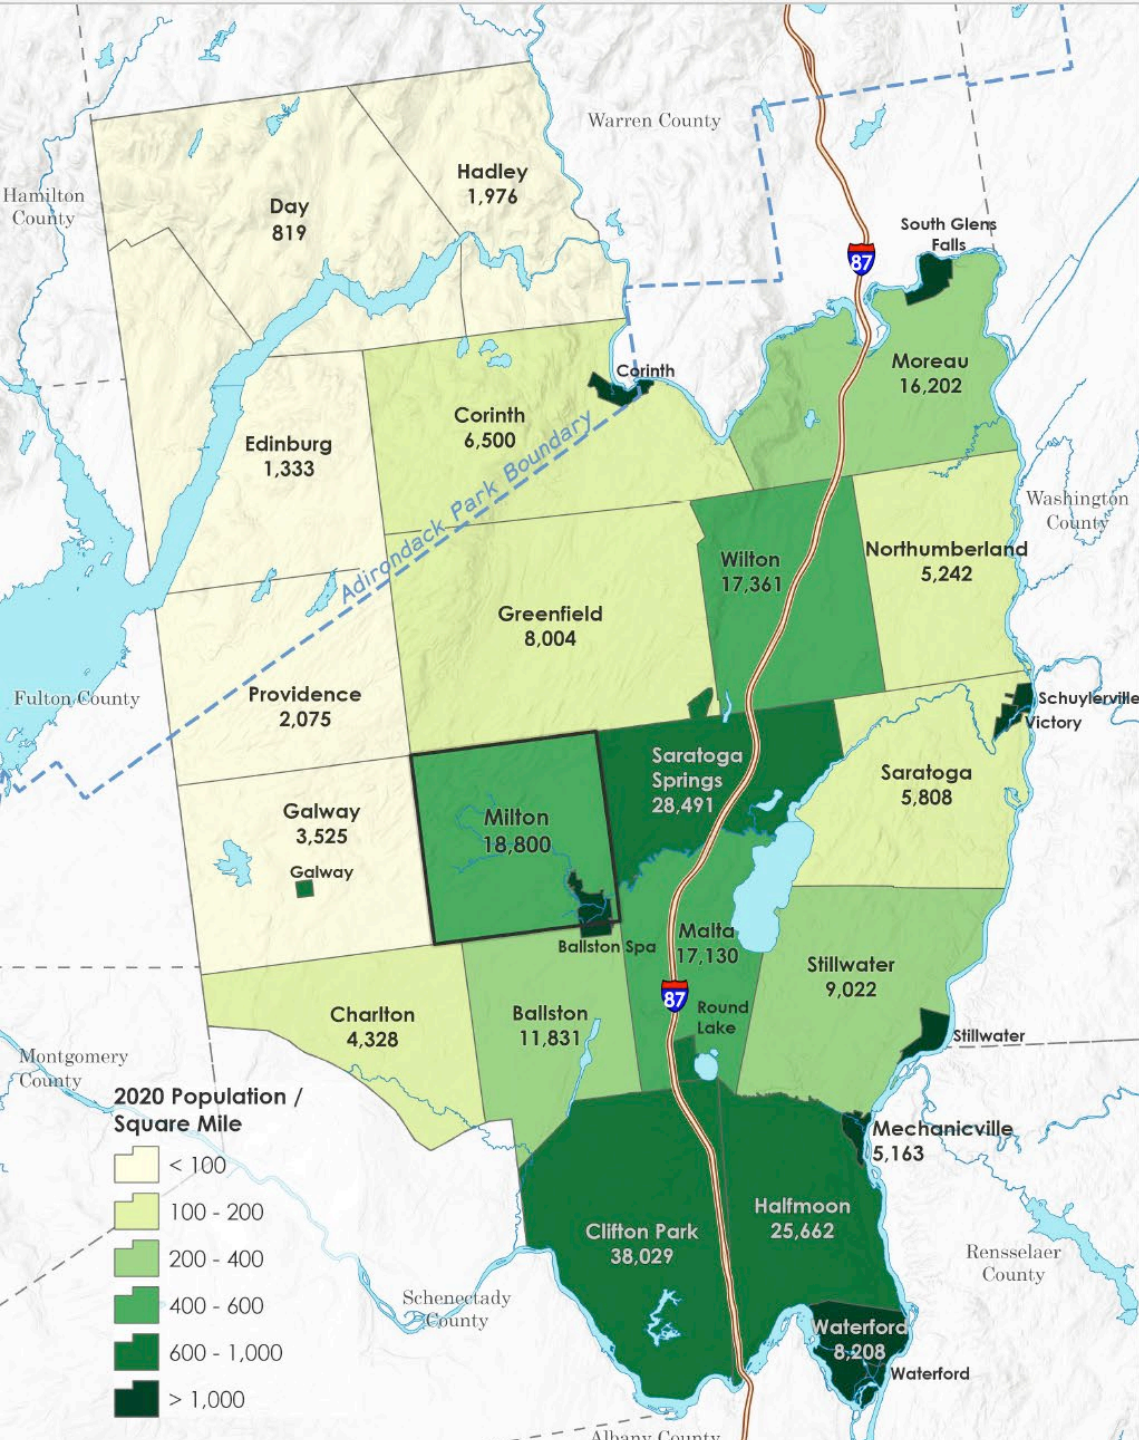 Warren County
Hamilton
County
Hadley
1,976
Day
819
South Glens
Falls
87
Moreau
16,202
Corinth
Corinth
6,500
Edinburg
1,333
Adirondack Park Boundary
Washington
County
Wilton
17,361
Northumberland
5,242
Greenfield
8,004
Fulton County
Providence
2,075
Schuylerville
Victory
Saratoga
Springs
28,491
Saratoga
5,808
Galway
3,525
Galway
Milton
18,800
Ballston Spa
Malta
17,130
Stillwater
9,022
87
Round
Lake
Charlton
4,328
Ballston
11,831
Stillwater
Montgomery
County
Mechanicville
5,163
2020 Population /
Square Mile
< 100
100 - 200
200 - 400
400 - 600
600 - 1,000
> 1,000
Halfmoon
25,662
Clifton Park
38,029
Rensselaer
County
Schenectady
County
Waterford
8,208
Waterford
Albany County